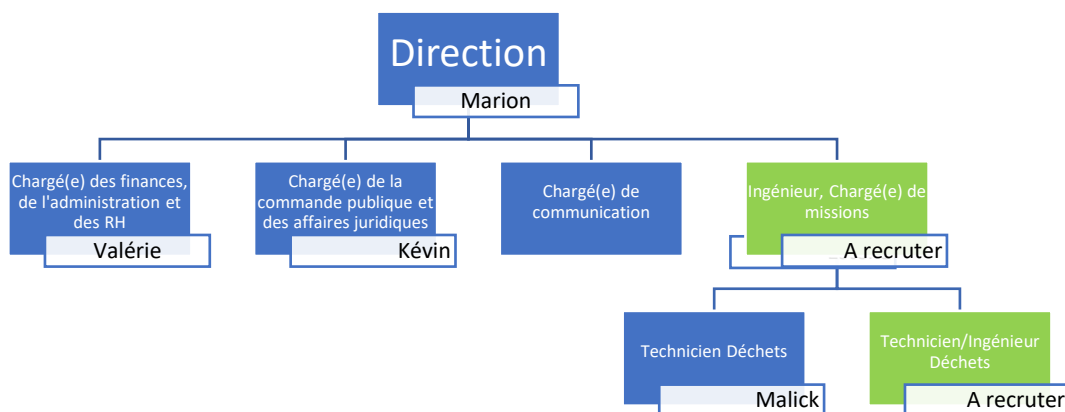 Direction
Marion
Chargé(e) des finances,
de l'administration et
des RH
Valérie
Chargé(e) de la
commande publique et
des affaires juridiques
Kévin
Chargé(e) de
communication
Ingénieur, Chargé(e) de
missions
A recruter
Technicien Déchets
Malick
Technicien/Ingénieur
Déchets
A recruter